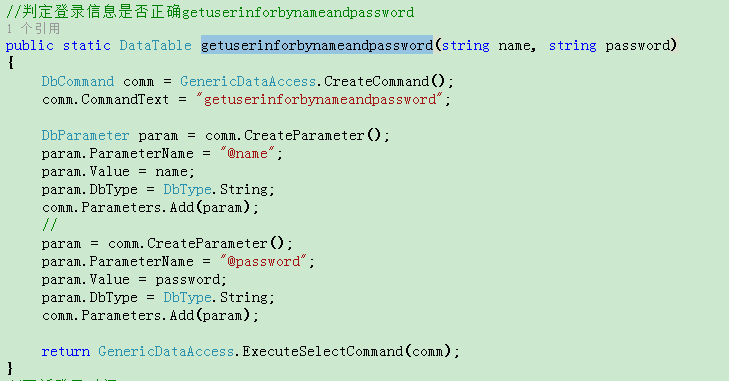 //判定登录信息是否正确getuserinforbynameandpassword
1 个引用
public static DataTable getuserinforbynameandpassword(string name, string password)
{
DbCommand comm = GenericDataAccess.CreateCommand();
comm.CommandText = "getuserinforbynameandpassword";
DbParameter param = comm.CreateParameter();
param.ParameterName = "@name";
param.Value = name;
param.DbType = DbType.String;
comm.Parameters.Add(param);
//
param = comm.CreateParameter();
param.ParameterName = "@password";
param.Value = password;
param.DbType = DbType.String;
comm.Parameters.Add(param);
return GenericDataAccess.ExecuteSelectCommand(comm);
}